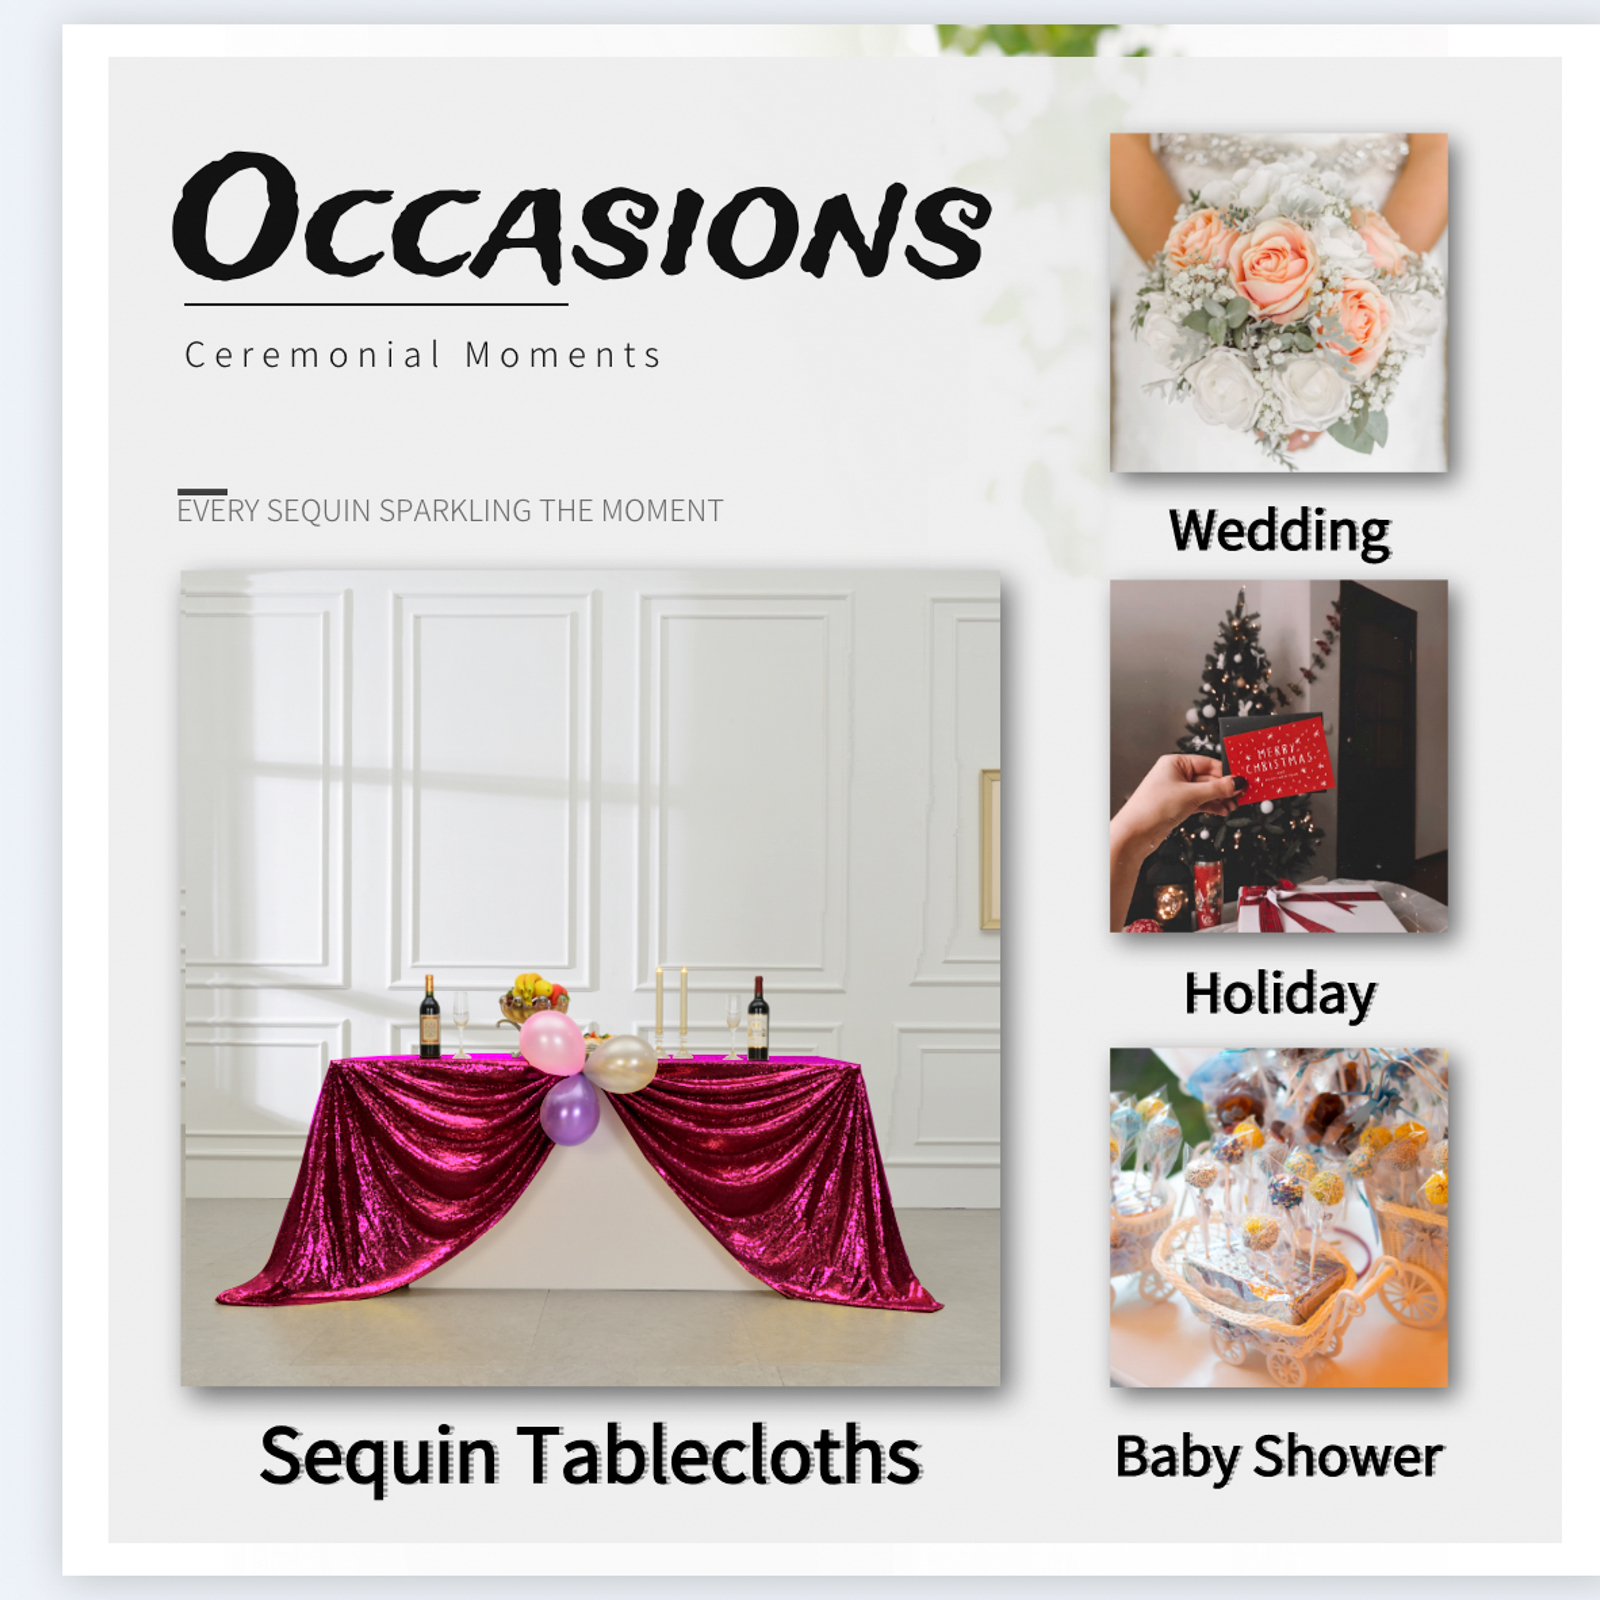 Occasions
Ceremonial Moments
EVERY SEQUIN SPARKLING THE MOMENT
Wedding
MERRY
CHRISTMAS
Holiday
Sequin Tablecloths
Baby Shower